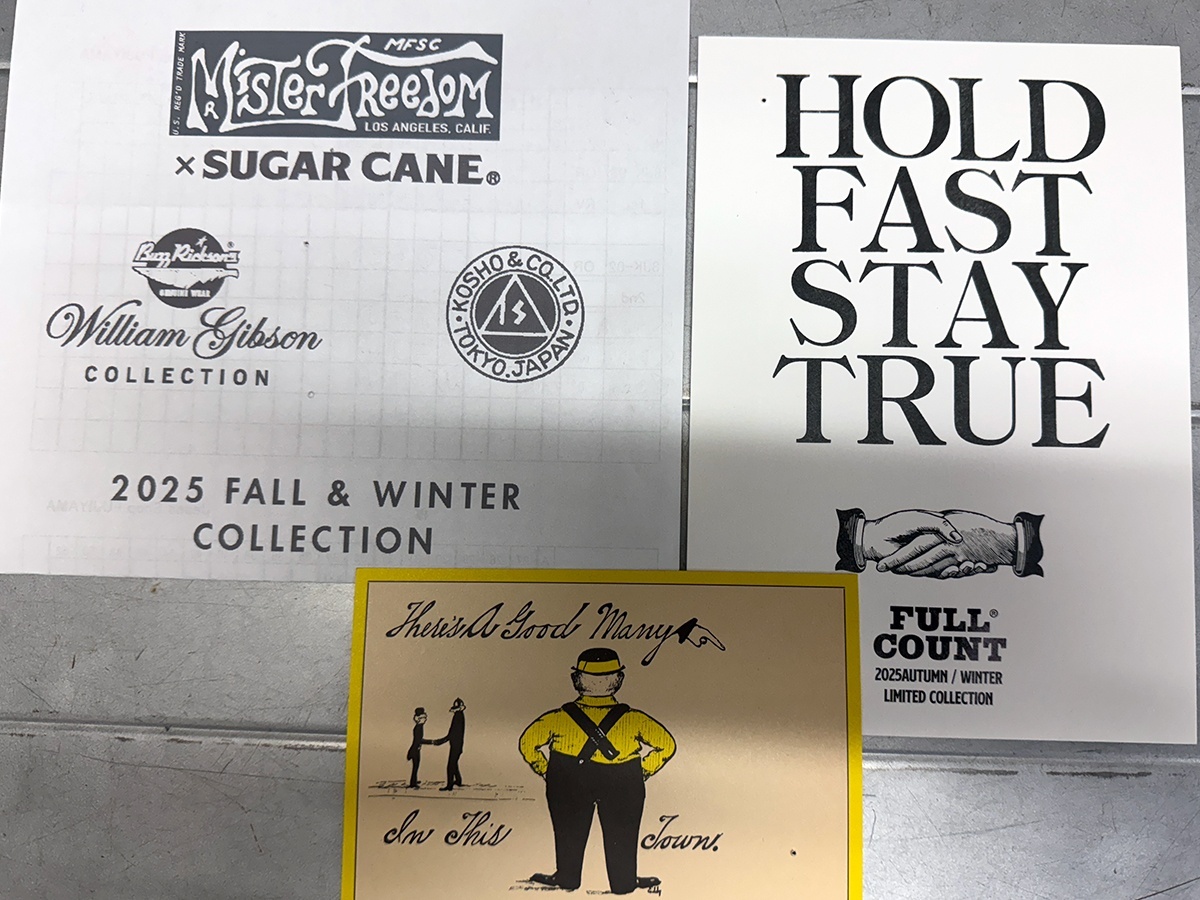 U.S. REG'D TRADE MARK
MFSC
MISTER FREEDOM
LOS ANGELES, CALIF.
× SUGAR CANE®
Buzz Rickson's®
GENUINE WEAR
William Gibson
COLLECTION
KOSHO & CO., LTD.
TOKYO. JAPAN
2025 FALL & WINTER
COLLECTION
HOLD
FAST
STAY
TRUE
FULL®
COUNT
2025AUTUMN / WINTER
LIMITED COLLECTION
There's A Good Many
In This Town.